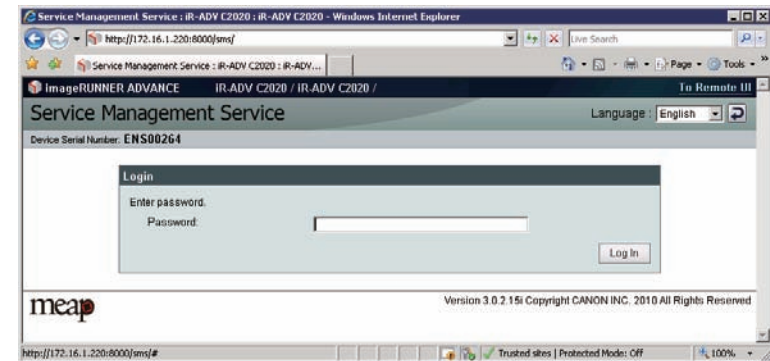 Service Management Service : iR-ADV C2020 : iR-ADV C2020 - Windows Internet Explorer
http://172.16.1.220:8000/sms/
Live Search
Service Management Service : iR-ADV C2020 : iR-ADV...
Page
Tools
imageRUNNER ADVANCE iR-ADV C2020 / iR-ADV C2020 /
To Remote UI
Service Management Service
Language : English
Device Serial Number: ENS00264
Login
Enter password.
Password:
Log In
meap
Version 3.0.2.15i Copyright CANON INC. 2010 All Rights Reserved
http://172.16.1.220:8000/sms/#
Trusted sites | Protected Mode: Off
100%